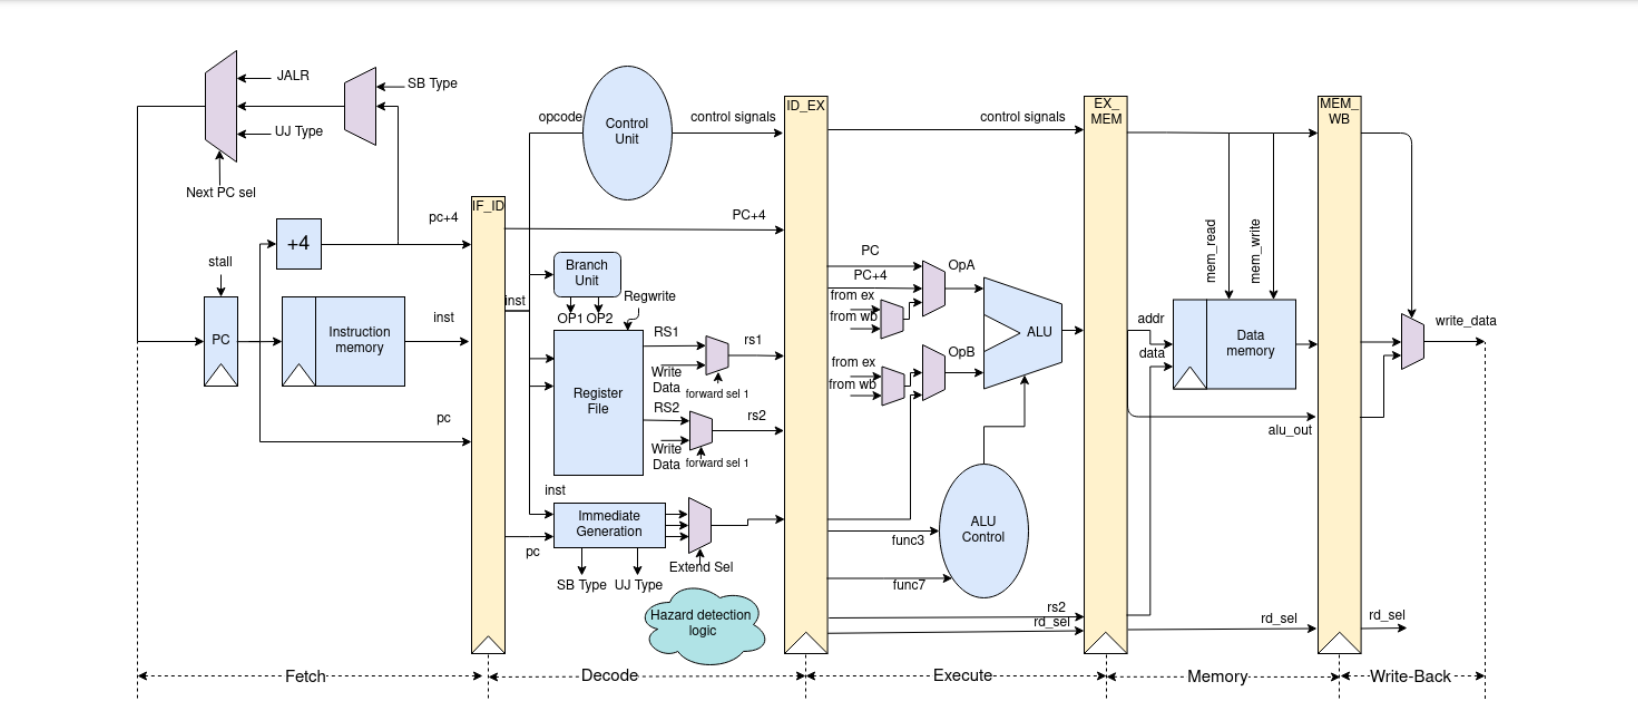 JALR
SB Type
UJ Type
Next PC sel
stall
PC
+4
Instruction
memory
pc+4
inst
pc
IF_ID
opcode
Control
Unit
control signals
PC+4
inst
Branch
Unit
OP1 OP2
Regwrite
Register
File
RS1
rs1
Write
Data
forward sel 1
RS2
rs2
Write
Data
forward sel 1
inst
Immediate
Generation
pc
SB Type
UJ Type
Extend Sel
Hazard detection
logic
ID_EX
control signals
PC
OpA
PC+4
from ex
from wb
ALU
OpB
from ex
from wb
ALU
Control
func3
func7
rs2
rd_sel
EX_
MEM
mem_read
mem_write
addr
data
Data
memory
alu_out
rd_sel
MEM_
WB
write_data
rd_sel
Fetch
Decode
Execute
Memory
Write-Back